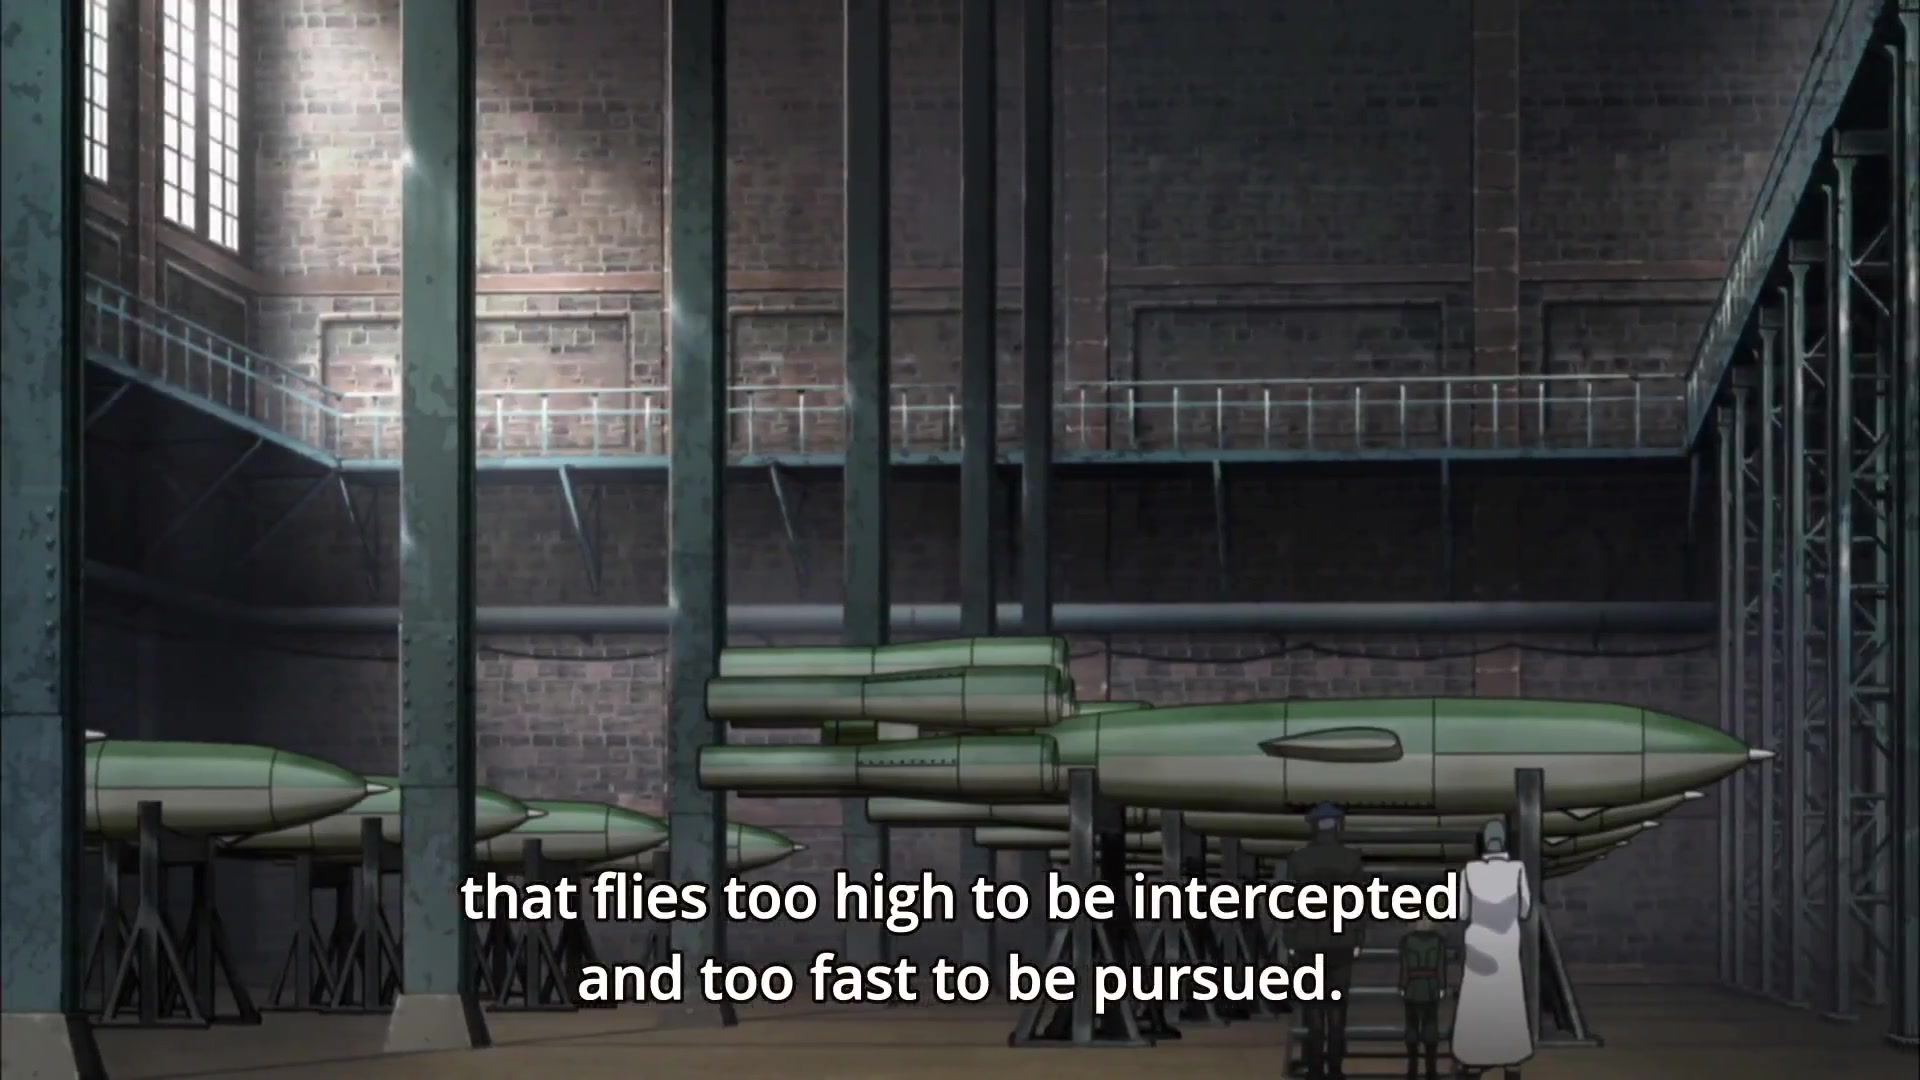 that flies too high to be intercepted
and too fast to be pursued.